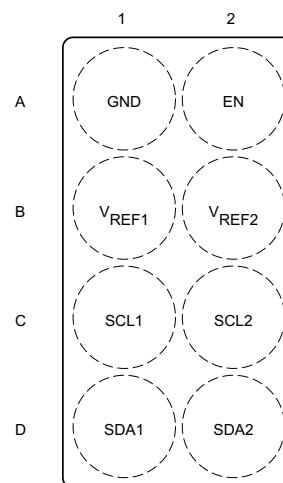 1 2
A GND EN
B VREF1 VREF2
C SCL1 SCL2
D SDA1 SDA2